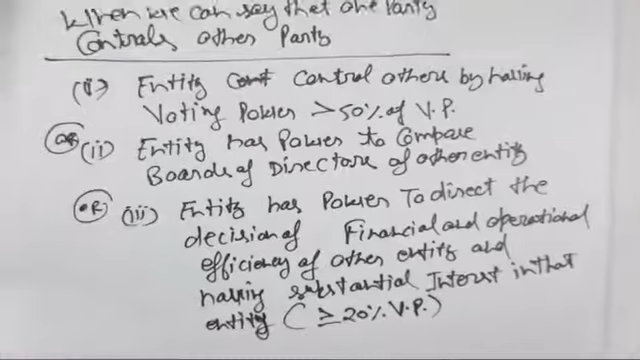 When we can say that one Party
Controls other Party
(i) Entity Cont control others by having
Voting Power > 50% of V.P.
OR (ii) Entity has Power to Compose
Boards of Directors of other entity
OR (iii) Entity has Power To direct the
decision of Financial and operational
efficiency of other entity and
having substantial Interest in that
entity ( ≥ 20% V.P.)